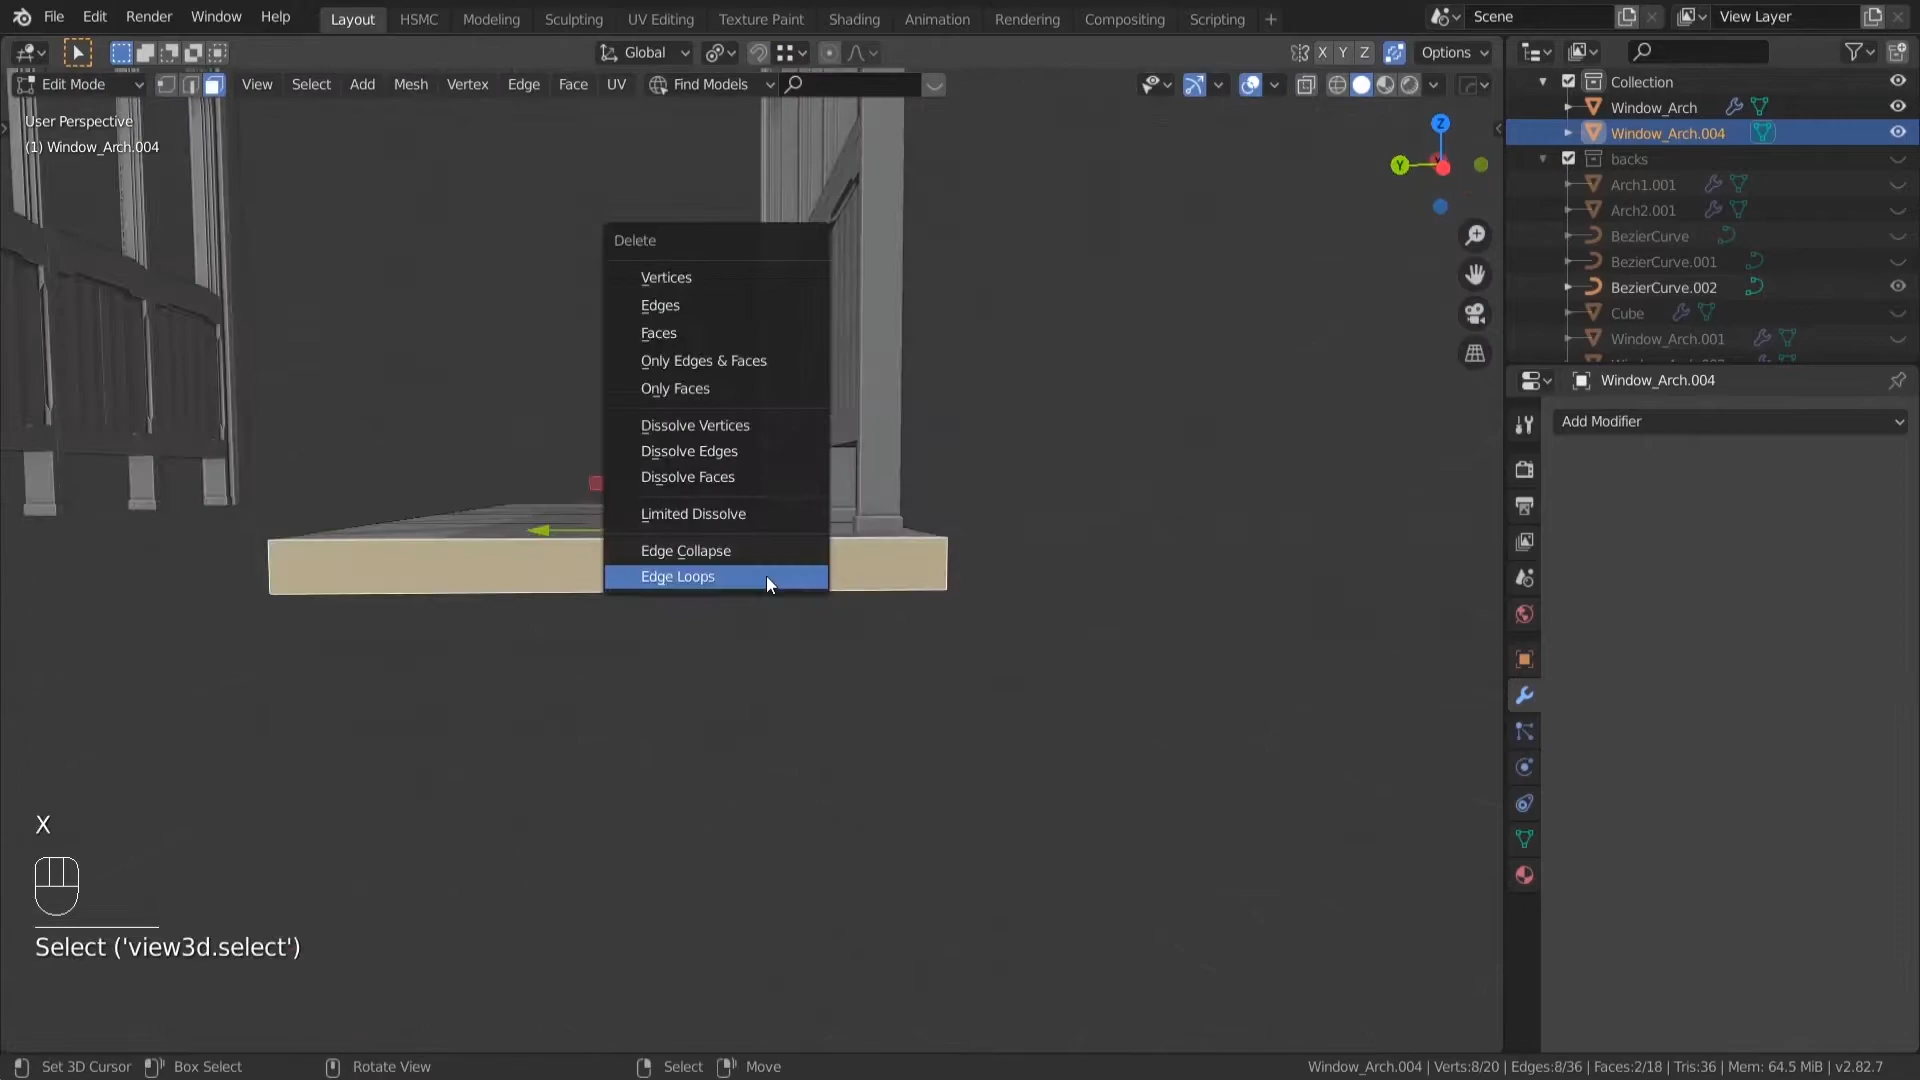 File Edit Render Window Help Layout HSMC Modeling Sculpting UV Editing Texture Paint Shading Animation Rendering Compositing Scripting + Scene View Layer
Global X Y Z Options
Edit Mode View Select Add Mesh Vertex Edge Face UV Find Models
User Perspective
(1) Window_Arch.004
Z
Y
Delete
Vertices
Edges
Faces
Only Edges & Faces
Only Faces
Dissolve Vertices
Dissolve Edges
Dissolve Faces
Limited Dissolve
Edge Collapse
Edge Loops
X
Select ('view3d.select')
Collection
Window_Arch
Window_Arch.004
backs
Arch1.001
Arch2.001
BezierCurve
BezierCurve.001
BezierCurve.002
Cube
Window_Arch.001
Window_Arch.004
Add Modifier
Set 3D Cursor Box Select Rotate View Select Move Window_Arch.004 | Verts:8/20 | Edges:8/36 | Faces:2/18 | Tris:36 | Mem: 64.5 MiB | v2.82.7